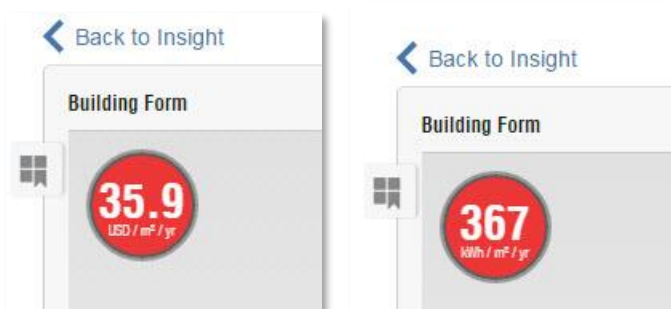 Back to Insight
Building Form
35.9
USD / m² / yr
Back to Insight
Building Form
367
kWh / m² / yr